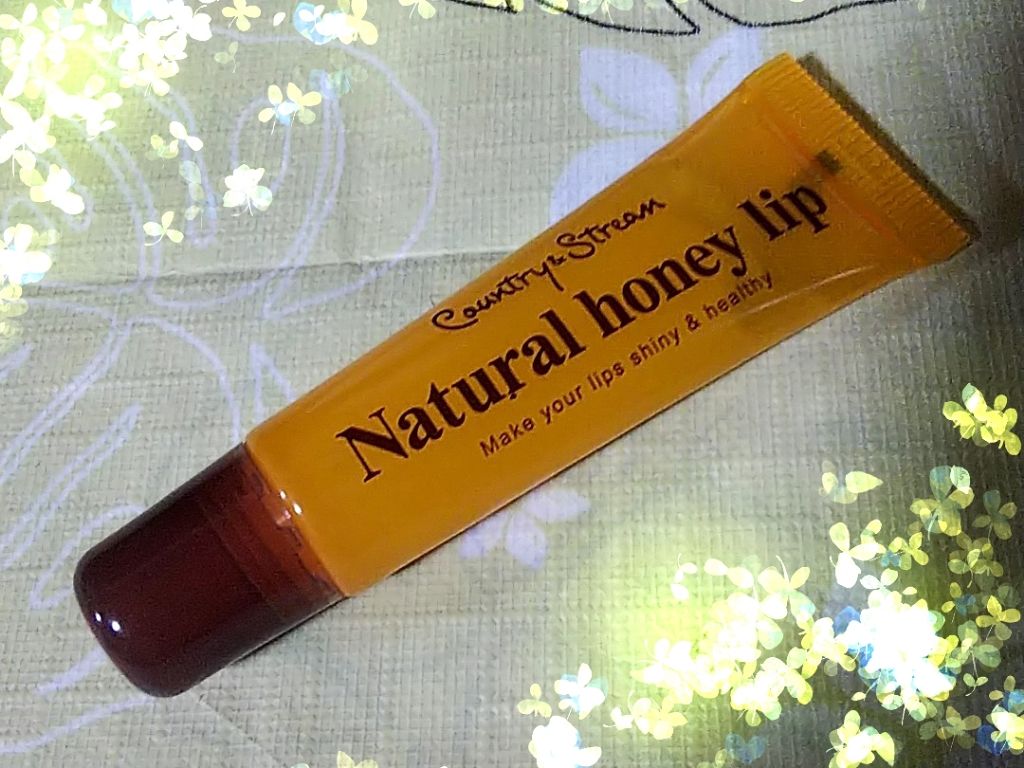 Country & Stream
Natural honey lip
Make your lips shiny & healthy